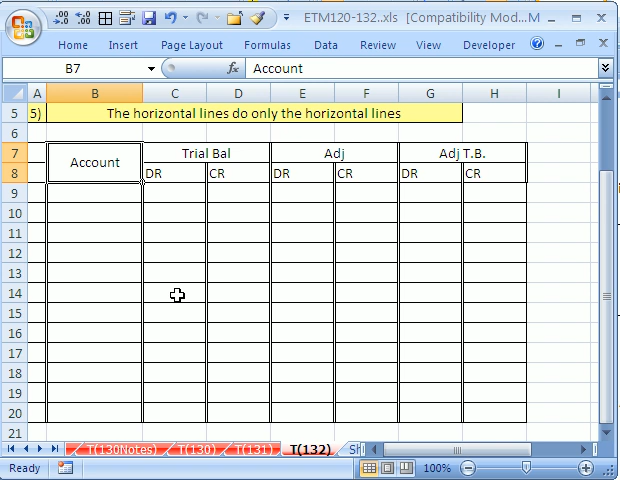 ETM120-132..xls [Compatibility Mod...M
Home Insert Page Layout Formulas Data Review View Developer
B7 fx Account
A B C D E F G H I
5 5) The horizontal lines do only the horizontal lines
6
7 Account Trial Bal Adj Adj T.B.
8 DR CR DR CR DR CR
9
10
11
12
13
14
15
16
17
18
19
20
21
T(130Notes) T(130) T(131) T(132) Sh
Ready 100%